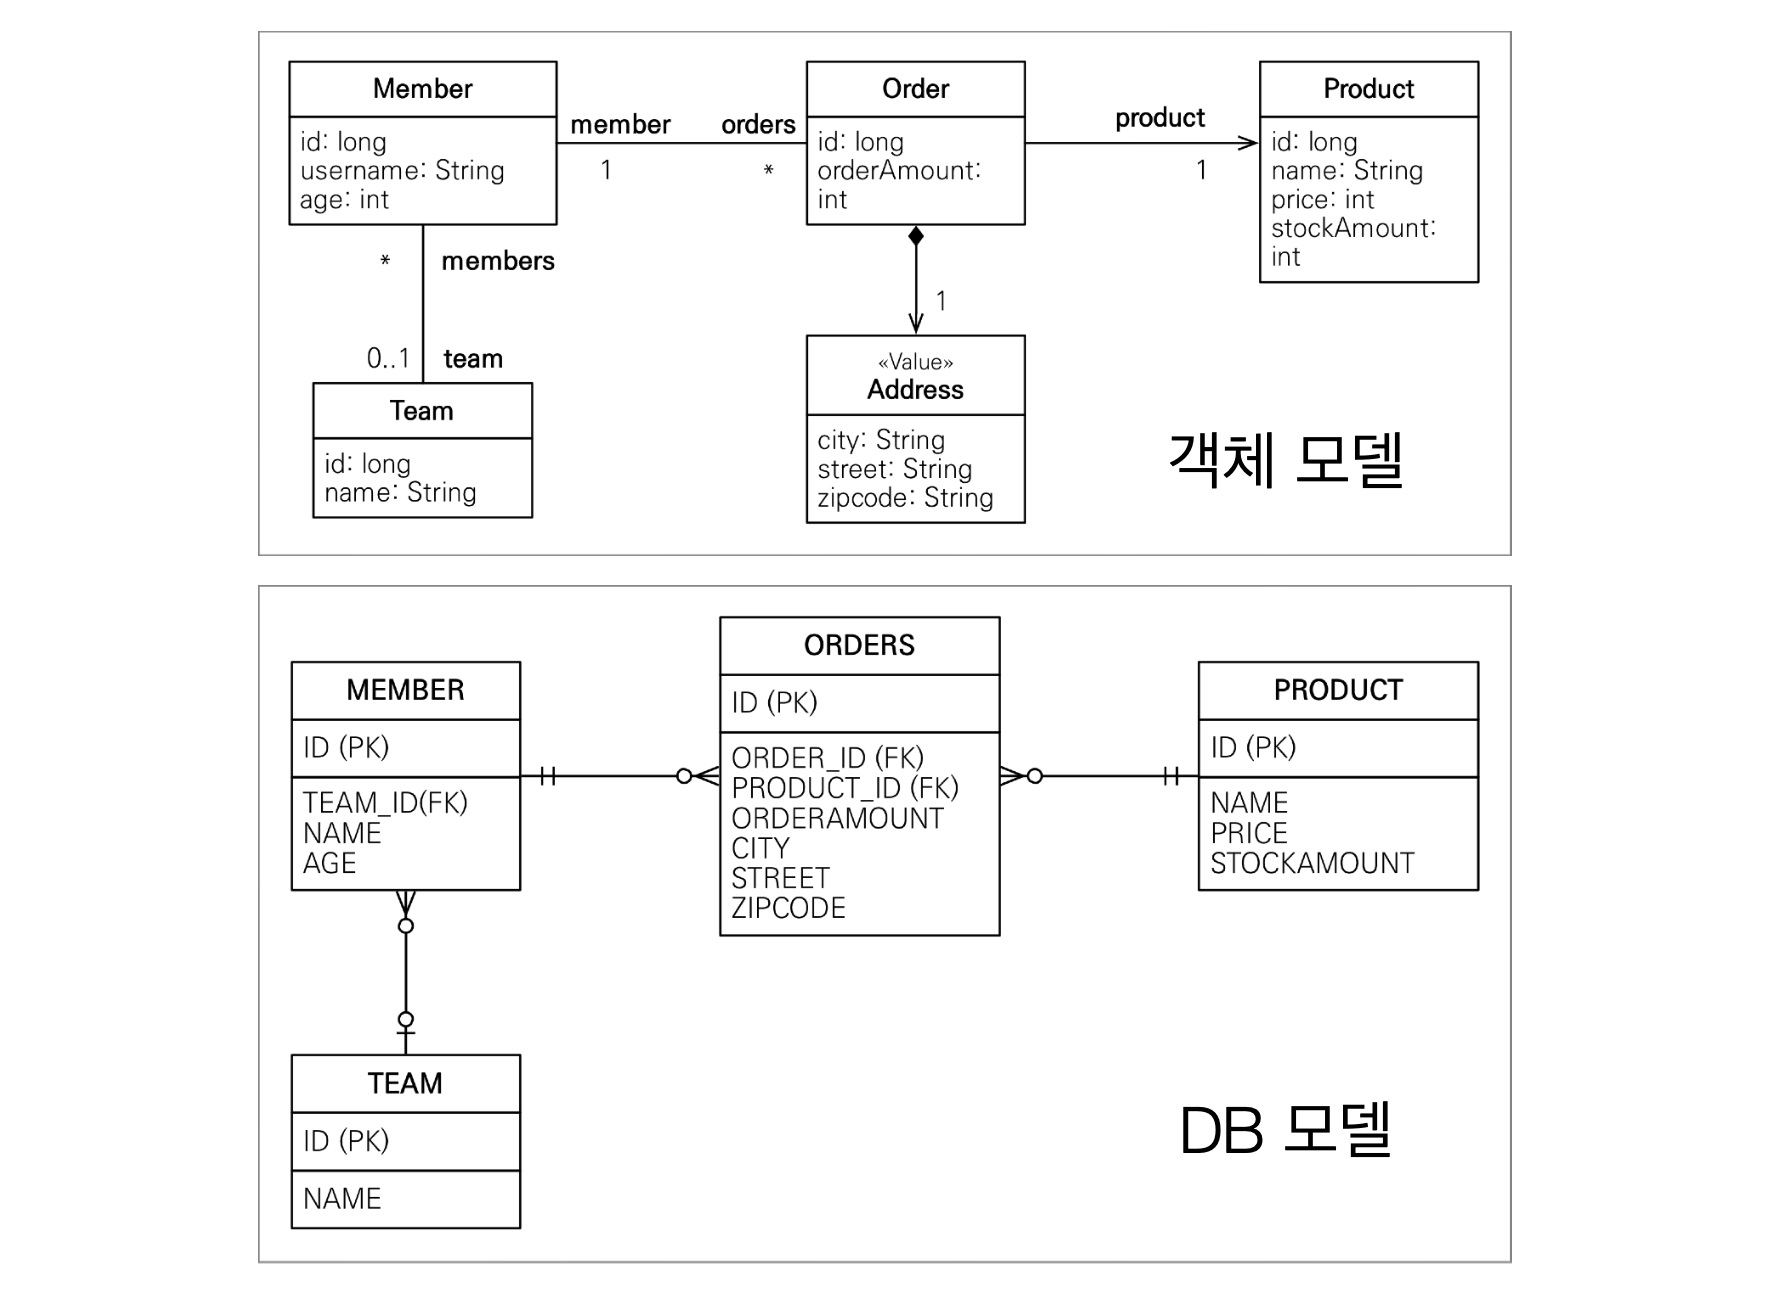 Member
id: long
username: String
age: int
member
1
orders
*
Order
id: long
orderAmount:
int
product
1
Product
id: long
name: String
price: int
stockAmount:
int
*
members
0..1
team
Team
id: long
name: String
1
«Value»
Address
city: String
street: String
zipcode: String
객체 모델
MEMBER
ID (PK)
TEAM_ID(FK)
NAME
AGE
ORDERS
ID (PK)
ORDER_ID (FK)
PRODUCT_ID (FK)
ORDERAMOUNT
CITY
STREET
ZIPCODE
PRODUCT
ID (PK)
NAME
PRICE
STOCKAMOUNT
TEAM
ID (PK)
NAME
DB 모델